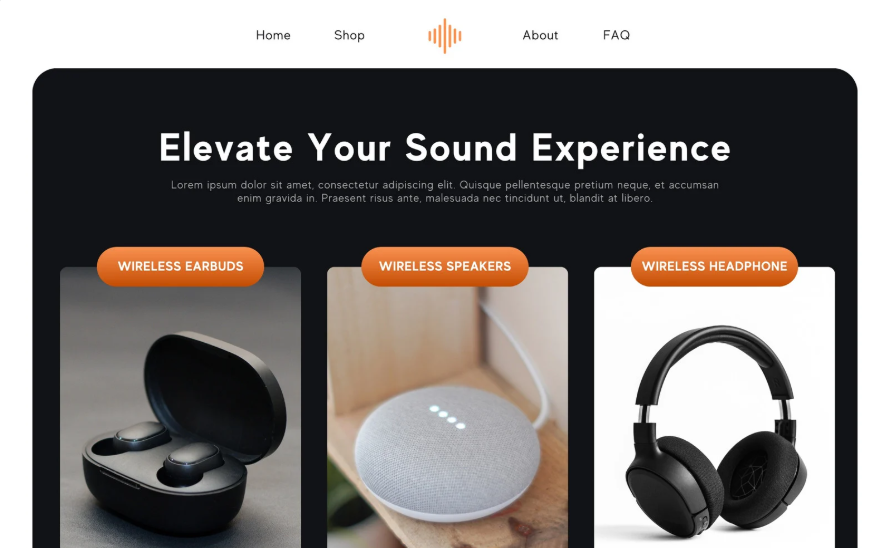 Home Shop About FAQ
Elevate Your Sound Experience
Lorem ipsum dolor sit amet, consectetur adipiscing elit. Quisque pellentesque pretium neque, et accumsan
enim gravida in. Praesent risus ante, malesuada nec tincidunt ut, blandit at libero.
WIRELESS EARBUDS
WIRELESS SPEAKERS
WIRELESS HEADPHONE